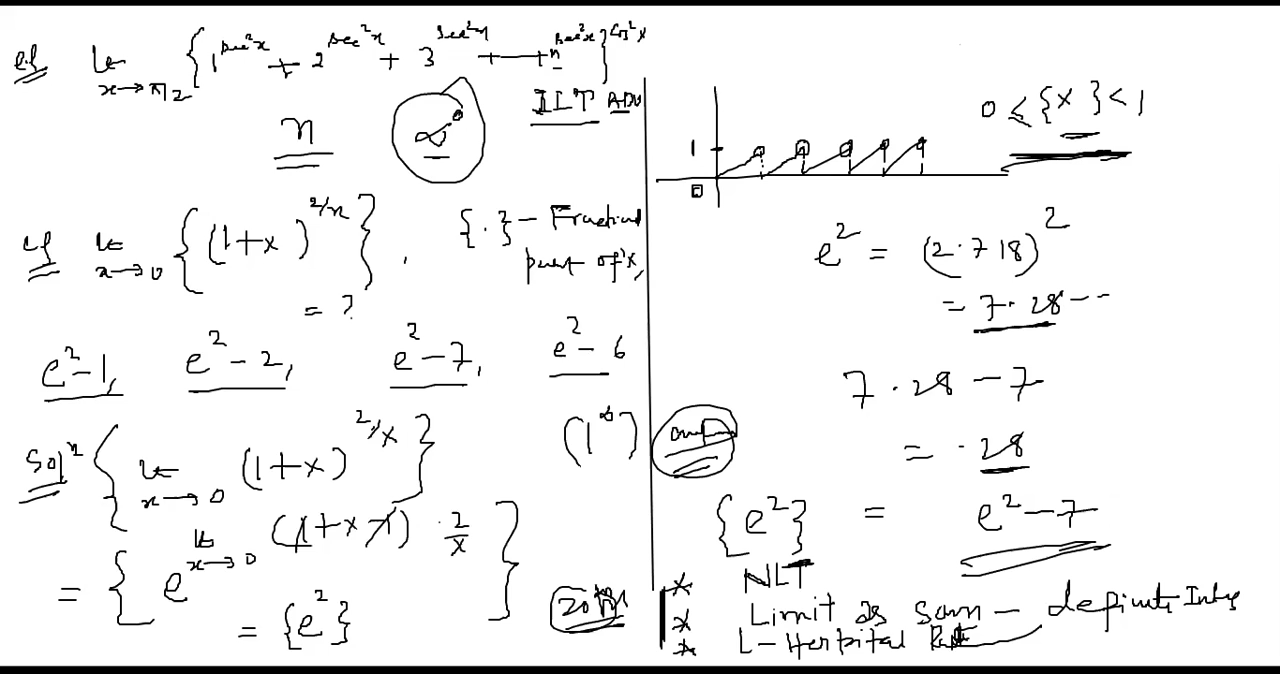 e.g lt x→π/2 {1^sec²x + 2^sec²x + 3^sec²x + — + n^sec²x}^cos²x
IIT ADV
n
∞⁰
e.g lt x→0 {(1+x)^2/x} . {.} – Fractional
part of x,
= ?
e²-1, e²-2, e²-7, e²-6
Solⁿ { lt x→0 (1+x)^2/x } (1^∞)
= { e^lt x→0 (1+x-1) · 2/x }
= {e²}
1
0
0 ≤ {x} < 1
e² = (2.718)²
= 7.28--
7.28-7
= .28
{e²} = e²-7
* NLT
* Limit as sum — definite Integ
* L-Hospital Rule